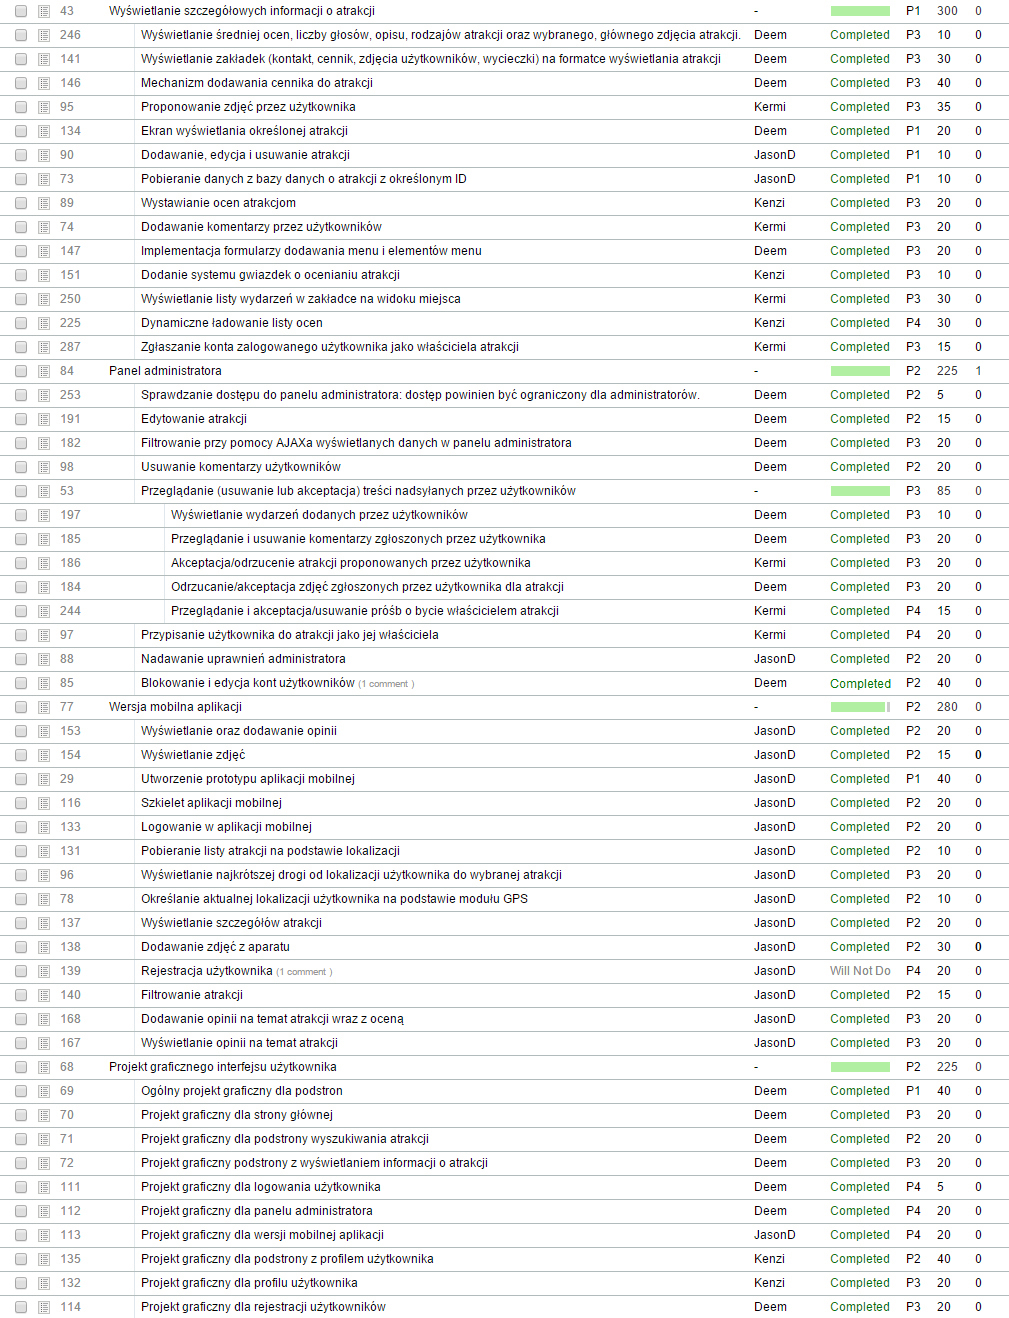 43 Wyświetlanie szczegółowych informacji o atrakcji - P1 300 0
246 Wyświetlanie średniej ocen, liczby głosów, opisu, rodzajów atrakcji oraz wybranego, głównego zdjęcia atrakcji. Deem Completed P3 10 0
141 Wyświetlanie zakładek (kontakt, cennik, zdjęcia użytkowników, wycieczki) na formatce wyświetlania atrakcji Deem Completed P3 30 0
146 Mechanizm dodawania cennika do atrakcji Deem Completed P3 40 0
95 Proponowanie zdjęć przez użytkownika Kermi Completed P3 35 0
134 Ekran wyświetlania określonej atrakcji Deem Completed P1 20 0
90 Dodawanie, edycja i usuwanie atrakcji JasonD Completed P1 10 0
73 Pobieranie danych z bazy danych o atrakcji z określonym ID JasonD Completed P1 10 0
89 Wystawianie ocen atrakcjom Kenzi Completed P3 20 0
74 Dodawanie komentarzy przez użytkowników Kermi Completed P3 20 0
147 Implementacja formularzy dodawania menu i elementów menu Deem Completed P3 20 0
151 Dodanie systemu gwiazdek o ocenianiu atrakcji Kenzi Completed P3 10 0
250 Wyświetlanie listy wydarzeń w zakładce na widoku miejsca Kermi Completed P3 30 0
225 Dynamiczne ładowanie listy ocen Kenzi Completed P4 30 0
287 Zgłaszanie konta zalogowanego użytkownika jako właściciela atrakcji Kermi Completed P3 15 0
84 Panel administratora - P2 225 1
253 Sprawdzanie dostępu do panelu administratora: dostęp powinien być ograniczony dla administratorów. Deem Completed P2 5 0
191 Edytowanie atrakcji Deem Completed P2 15 0
182 Filtrowanie przy pomocy AJAXa wyświetlanych danych w panelu administratora Deem Completed P3 20 0
98 Usuwanie komentarzy użytkowników Deem Completed P2 20 0
53 Przeglądanie (usuwanie lub akceptacja) treści nadsyłanych przez użytkowników - P3 85 0
197 Wyświetlanie wydarzeń dodanych przez użytkowników Deem Completed P3 10 0
185 Przeglądanie i usuwanie komentarzy zgłoszonych przez użytkownika Deem Completed P3 20 0
186 Akceptacja/odrzucenie atrakcji proponowanych przez użytkownika Kermi Completed P3 20 0
184 Odrzucanie/akceptacja zdjęć zgłoszonych przez użytkownika dla atrakcji Deem Completed P3 20 0
244 Przeglądanie i akceptacja/usuwanie próśb o bycie właścicielem atrakcji Kermi Completed P4 15 0
97 Przypisanie użytkownika do atrakcji jako jej właściciela Kermi Completed P4 20 0
88 Nadawanie uprawnień administratora JasonD Completed P2 20 0
85 Blokowanie i edycja kont użytkowników (1 comment ) Deem Completed P2 40 0
77 Wersja mobilna aplikacji - P2 280 0
153 Wyświetlanie oraz dodawanie opinii JasonD Completed P2 20 0
154 Wyświetlanie zdjęć JasonD Completed P2 15 0
29 Utworzenie prototypu aplikacji mobilnej JasonD Completed P1 40 0
116 Szkielet aplikacji mobilnej JasonD Completed P2 20 0
133 Logowanie w aplikacji mobilnej JasonD Completed P2 20 0
131 Pobieranie listy atrakcji na podstawie lokalizacji JasonD Completed P2 10 0
96 Wyświetlanie najkrótszej drogi od lokalizacji użytkownika do wybranej atrakcji JasonD Completed P3 20 0
78 Określanie aktualnej lokalizacji użytkownika na podstawie modułu GPS JasonD Completed P2 10 0
137 Wyświetlanie szczegółów atrakcji JasonD Completed P2 20 0
138 Dodawanie zdjęć z aparatu JasonD Completed P2 30 0
139 Rejestracja użytkownika (1 comment ) JasonD Will Not Do P4 20 0
140 Filtrowanie atrakcji JasonD Completed P2 15 0
168 Dodawanie opinii na temat atrakcji wraz z oceną JasonD Completed P3 20 0
167 Wyświetlanie opinii na temat atrakcji JasonD Completed P3 20 0
68 Projekt graficznego interfejsu użytkownika - P2 225 0
69 Ogólny projekt graficzny dla podstron Deem Completed P1 40 0
70 Projekt graficzny dla strony głównej Deem Completed P3 20 0
71 Projekt graficzny dla podstrony wyszukiwania atrakcji Deem Completed P2 20 0
72 Projekt graficzny podstrony z wyświetlaniem informacji o atrakcji Deem Completed P3 20 0
111 Projekt graficzny dla logowania użytkownika Deem Completed P4 5 0
112 Projekt graficzny dla panelu administratora Deem Completed P4 20 0
113 Projekt graficzny dla wersji mobilnej aplikacji JasonD Completed P4 20 0
135 Projekt graficzny dla podstrony z profilem użytkownika Kenzi Completed P2 40 0
132 Projekt graficzny dla profilu użytkownika Kenzi Completed P3 20 0
114 Projekt graficzny dla rejestracji użytkowników Deem Completed P3 20 0